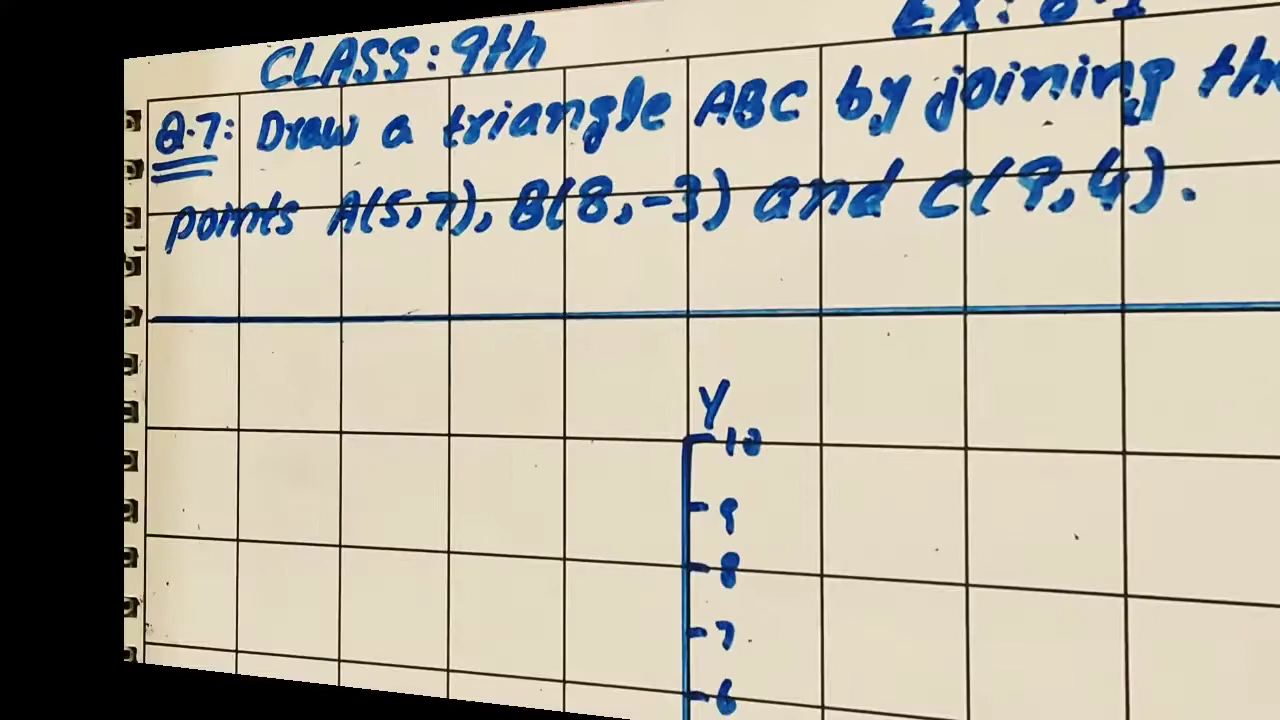 CLASS: 9th
Q.7: Draw a triangle ABC by joining
points A(5,7), B(8,-3) and C(9,4).
Y
10
9
8
7
6